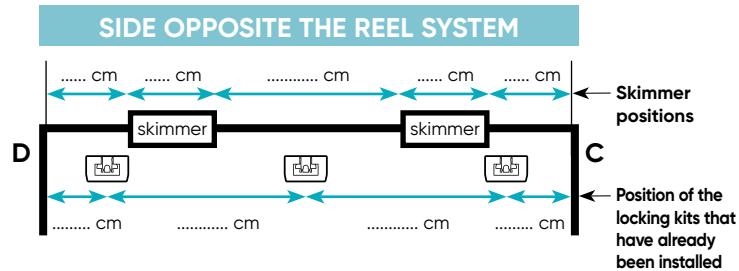 SIDE OPPOSITE THE REEL SYSTEM
...... cm ...... cm ............ cm ...... cm ...... cm
Skimmer
positions
skimmer skimmer
D C
Position of the
locking kits that
have already
been installed
.......... cm ............ cm ............ cm .......... cm